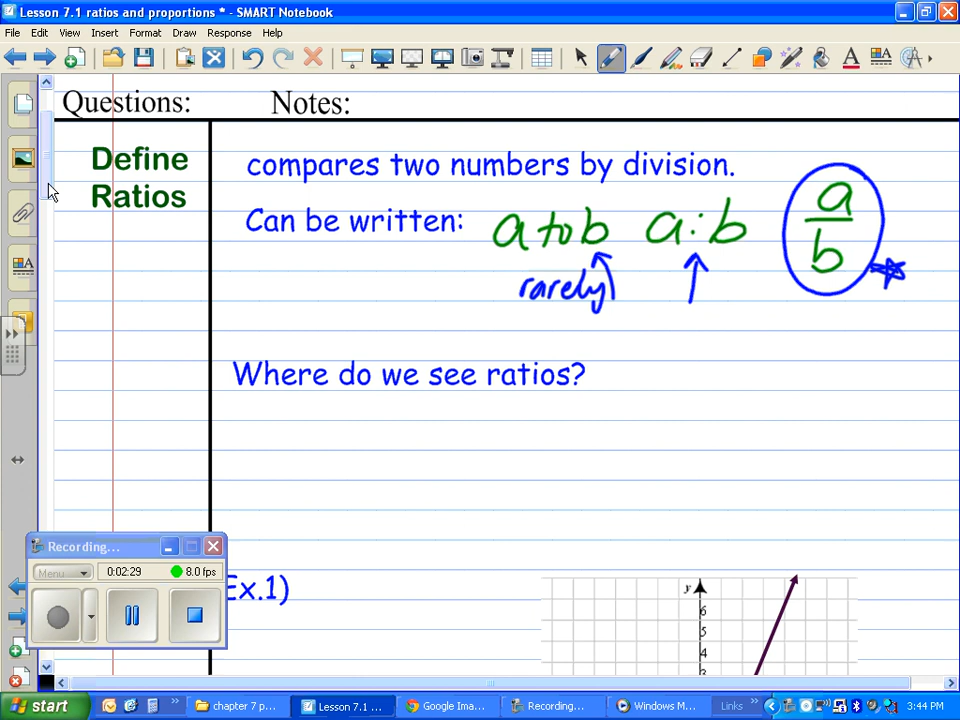 Lesson 7.1 ratios and proportions * - SMART Notebook
File Edit View Insert Format Draw Response Help
Questions: Notes:
Define
Ratios
compares two numbers by division.
Can be written: a to b a:b a
b
rarely
Where do we see ratios?
Recording...
Menu 0:02:29 8.0 fps
Ex.1)
y
6
5
4
3
start chapter 7 p... Lesson 7.1 ... Google Ima... Recording... Windows M... Links 3:44 PM